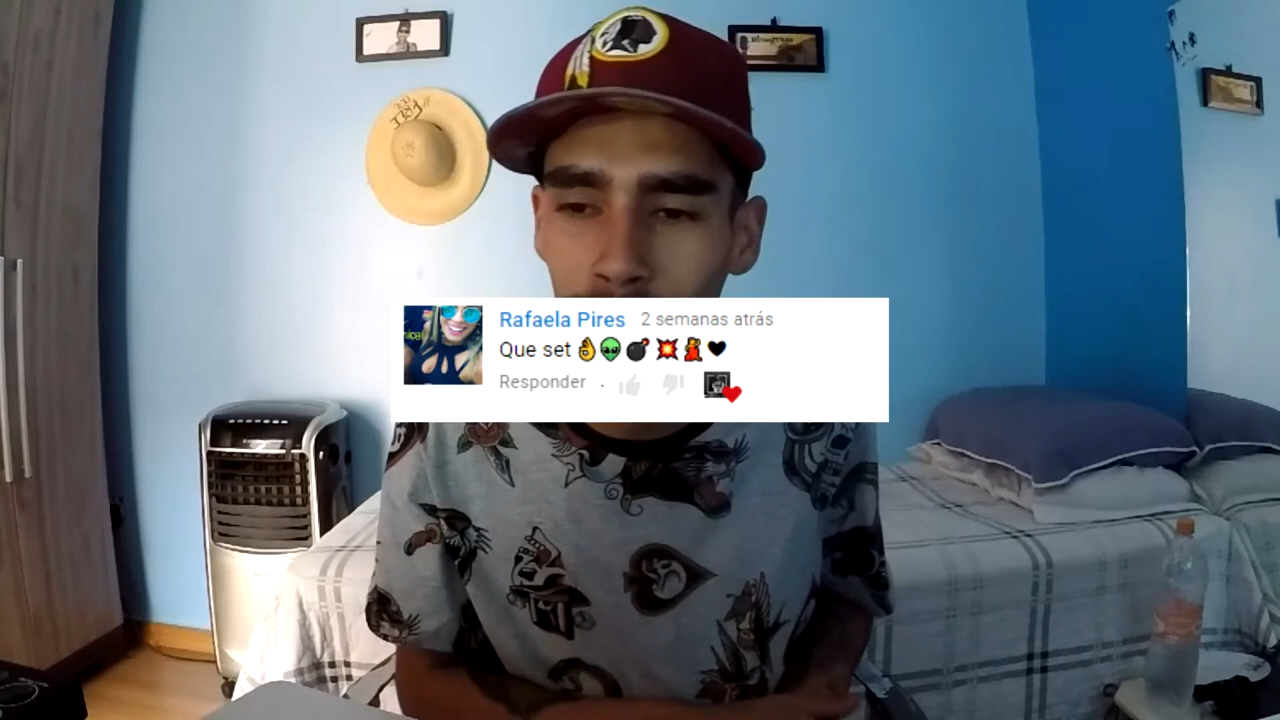 Rafaela Pires 2 semanas atrás
Que set 👌👽💣💥💃🖤
Responder